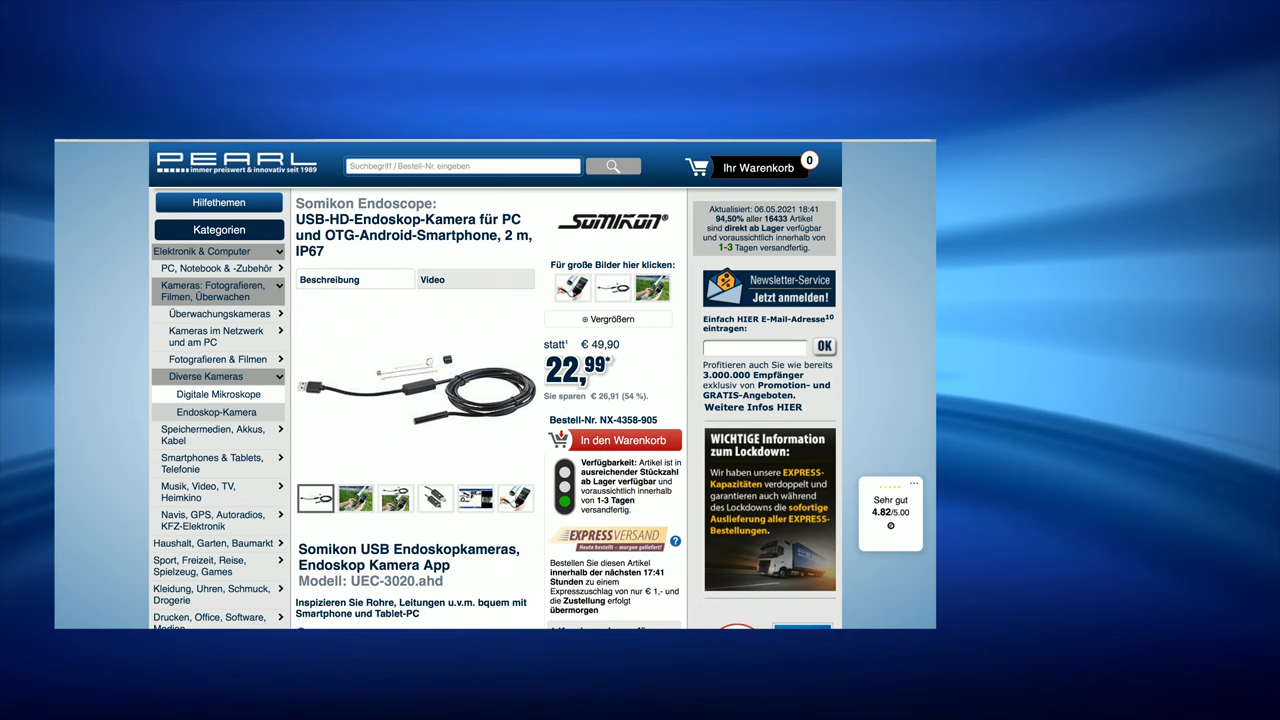 PEARL
immer preiswert & innovativ seit 1989
Suchbegriff / Bestell-Nr. eingeben
Ihr Warenkorb
0
Hilfethemen
Kategorien
Elektronik & Computer
PC, Notebook & -Zubehör
Kameras: Fotografieren,
Filmen, Überwachen
Überwachungskameras
Kameras im Netzwerk
und am PC
Fotografieren & Filmen
Diverse Kameras
Digitale Mikroskope
Endoskop-Kamera
Speichermedien, Akkus,
Kabel
Smartphones & Tablets,
Telefonie
Musik, Video, TV,
Heimkino
Navis, GPS, Autoradios,
KFZ-Elektronik
Haushalt, Garten, Baumarkt
Sport, Freizeit, Reise,
Spielzeug, Games
Kleidung, Uhren, Schmuck,
Drogerie
Drucken, Office, Software,
Medien
Somikon Endoscope:
USB-HD-Endoskop-Kamera für PC
und OTG-Android-Smartphone, 2 m,
IP67
Beschreibung
Video
Somikon USB Endoskopkameras,
Endoskop Kamera App
Modell: UEC-3020.ahd
Inspizieren Sie Rohre, Leitungen u.v.m. bquem mit
Smartphone und Tablet-PC
SOMIKON®
Für große Bilder hier klicken:
Vergrößern
statt¹ € 49,90
22,99*
Sie sparen € 26,91 (54 %).
Bestell-Nr. NX-4358-905
In den Warenkorb
Verfügbarkeit: Artikel ist in
ausreichender Stückzahl
ab Lager verfügbar und
voraussichtlich innerhalb
von 1-3 Tagen
versandfertig.
EXPRESSVERSAND
Heute bestellt – morgen geliefert!
?
Bestellen Sie diesen Artikel
innerhalb der nächsten 17:41
Stunden zu einem
Expresszuschlag von nur € 1,- und
die Zustellung erfolgt
übermorgen
Aktualisiert: 06.05.2021 18:41
94,50% aller 16433 Artikel
sind direkt ab Lager verfügbar
und voraussichtlich innerhalb von
1-3 Tagen versandfertig.
Newsletter-Service
Jetzt anmelden!
Einfach HIER E-Mail-Adresse¹⁰
eintragen:
OK
Profitieren auch Sie wie bereits
3.000.000 Empfänger
exklusiv von Promotion- und
GRATIS-Angeboten.
Weitere Infos HIER
WICHTIGE Information
zum Lockdown:
Wir haben unsere EXPRESS-
Kapazitäten verdoppelt und
garantieren auch während
des Lockdowns die sofortige
Auslieferung aller EXPRESS-
Bestellungen.
Sehr gut
4.82/5.00